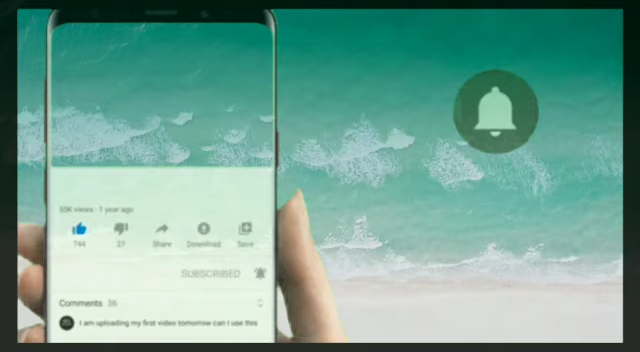 55K views · 1 year ago
744
27
Share
Download
Save
SUBSCRIBED
Comments 36
I am uploading my first video tomorrow can I use this